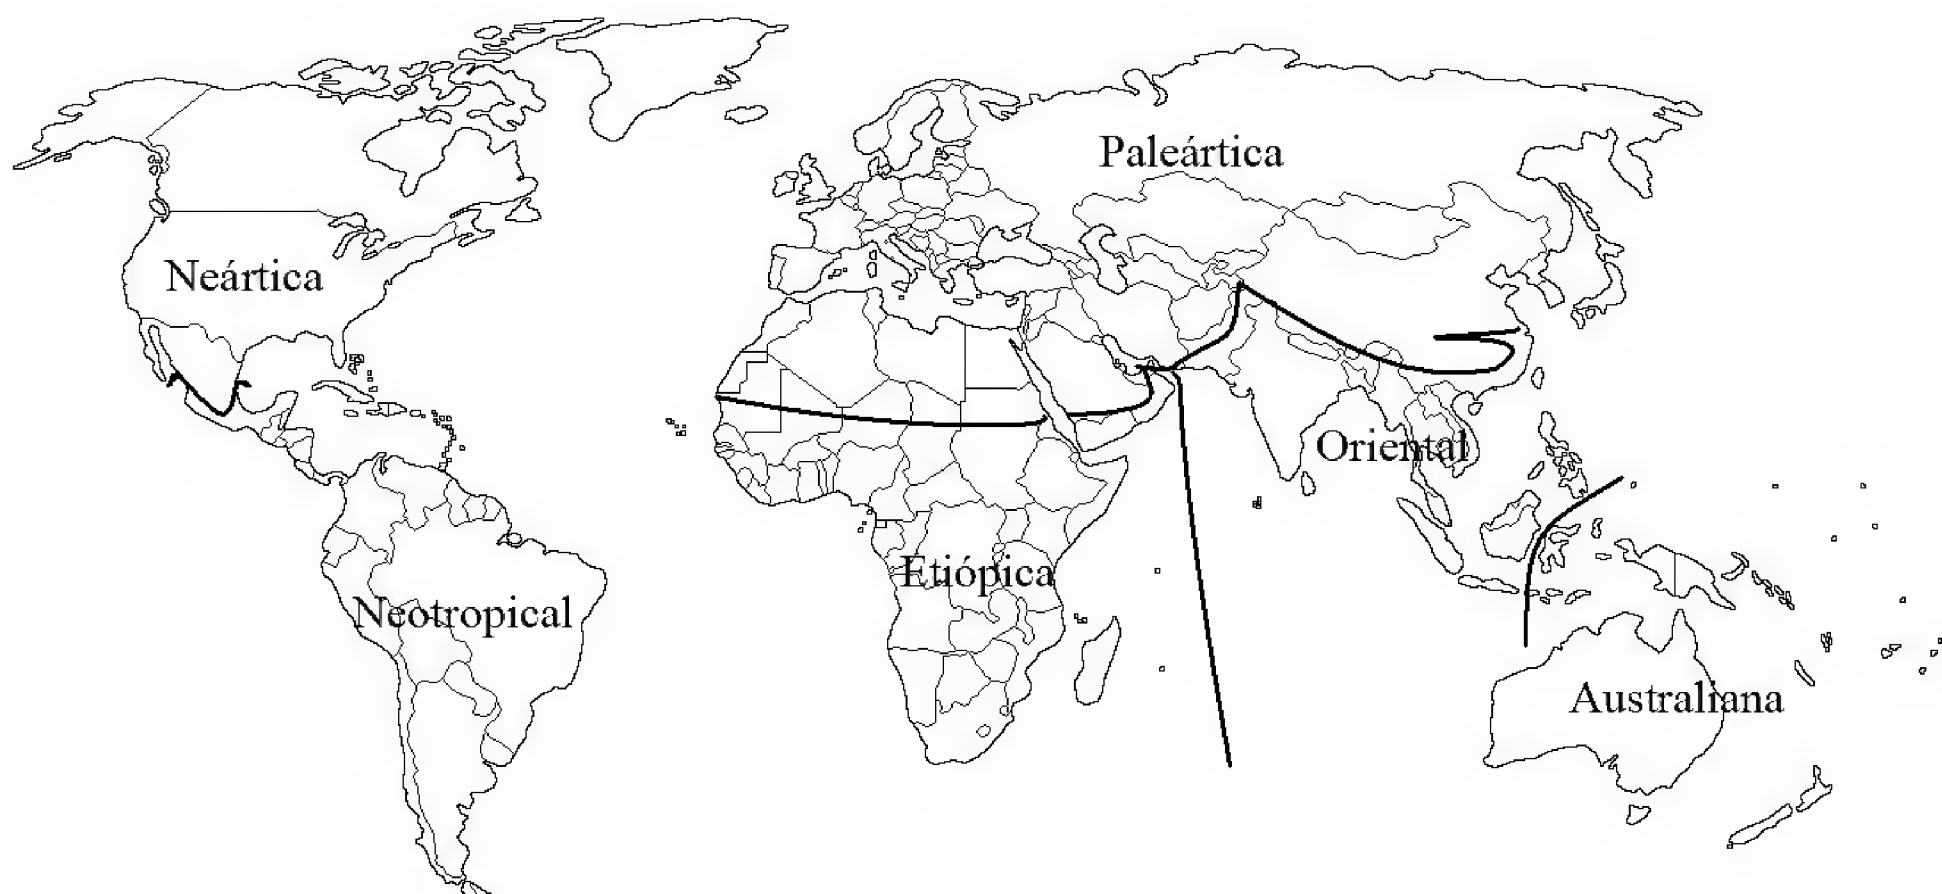 Paleártica
Neártica
Oriental
Etiópica
Neotropical
Australiana